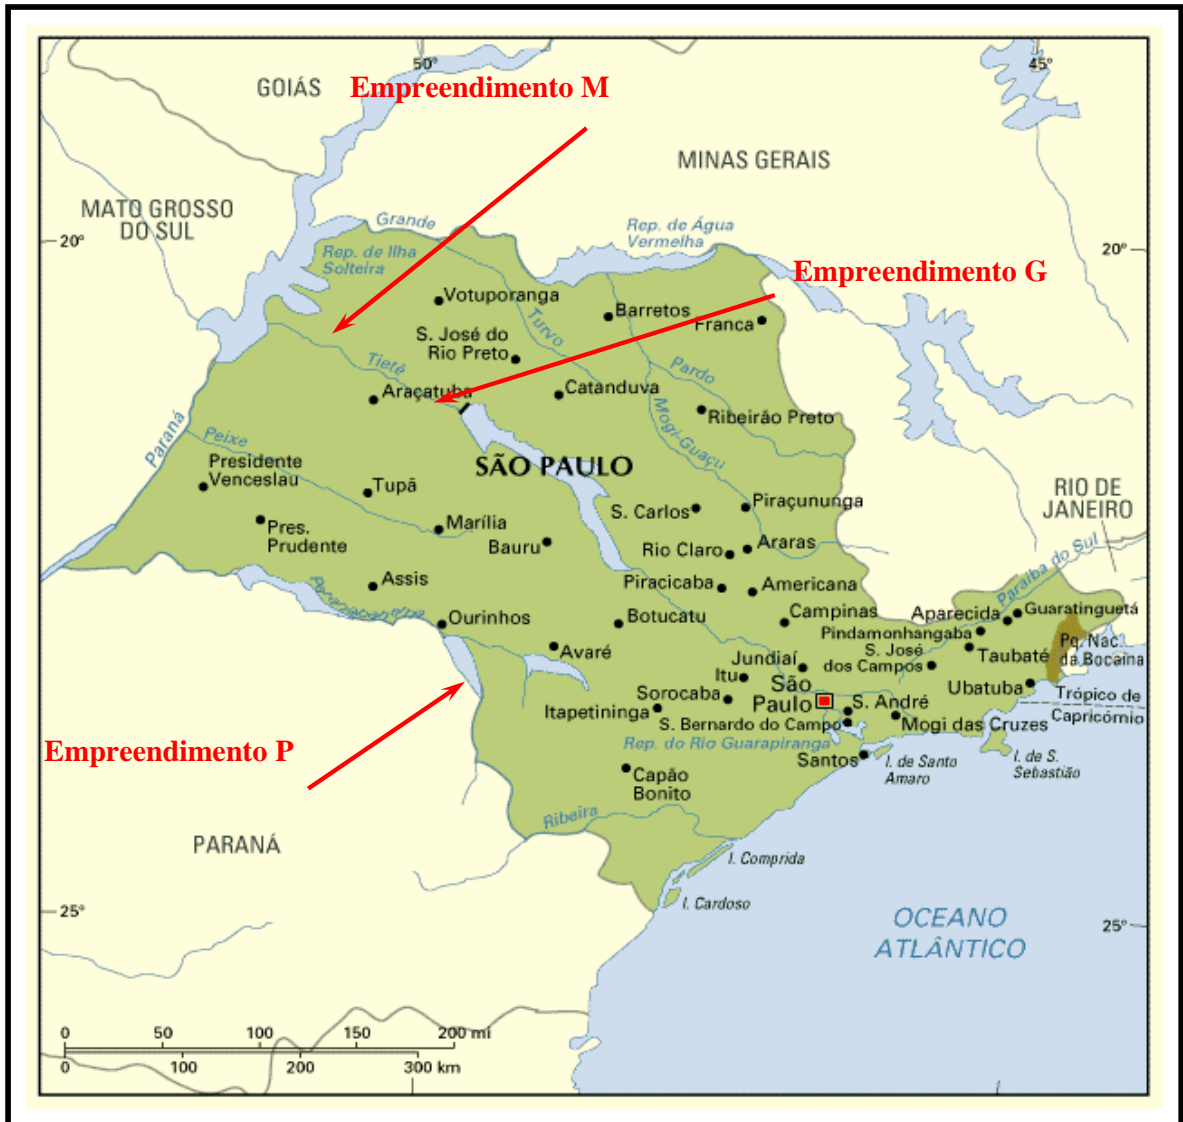 50°
45°
GOIÁS
Empreendimento M
MINAS GERAIS
MATO GROSSO
DO SUL
Grande
Rep. de Água
Vermelha
20°
20°
Rep. de Ilha
Solteira
Empreendimento G
Votuporanga
Barretos
Franca
Turvo
S. José do
Rio Preto
Tietê
Pardo
Araçatuba
Catanduva
Mogi-Guaçu
Ribeirão Preto
Paraná
Peixe
Presidente
Venceslau
SÃO PAULO
Tupã
RIO DE
JANEIRO
S. Carlos
Piraçununga
Pres.
Prudente
Marília
Bauru
Rio Claro
Araras
Paraíba do Sul
Assis
Piracicaba
Americana
Paranapanema
Ourinhos
Botucatu
Campinas
Aparecida
Guaratinguetá
Pindamonhangaba
Pq. Nac.
da Bocaina
Avaré
Jundiaí
S. José
dos Campos
Taubaté
Itu
São
Paulo
Ubatuba
Trópico de
Capricórnio
Sorocaba
Itapetininga
S. André
S. Bernardo do Campo
Mogi das Cruzes
Empreendimento P
Rep. do Rio Guarapiranga
Santos
I. de Santo
Amaro
I. de S.
Sebastião
Capão
Bonito
Ribeira
PARANÁ
I. Comprida
I. Cardoso
25°
25°
OCEANO
ATLÂNTICO
0 50 100 150 200 mi
0 100 200 300 km